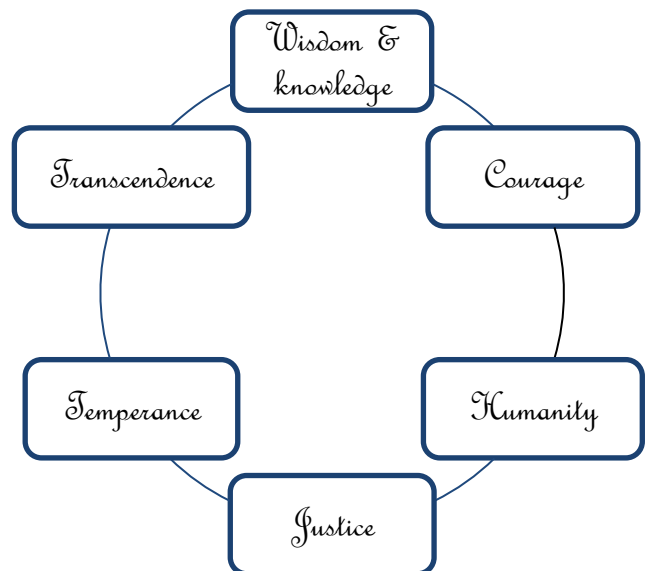 Wisdom &
knowledge
Transcendence
Courage
Temperance
Humanity
Justice